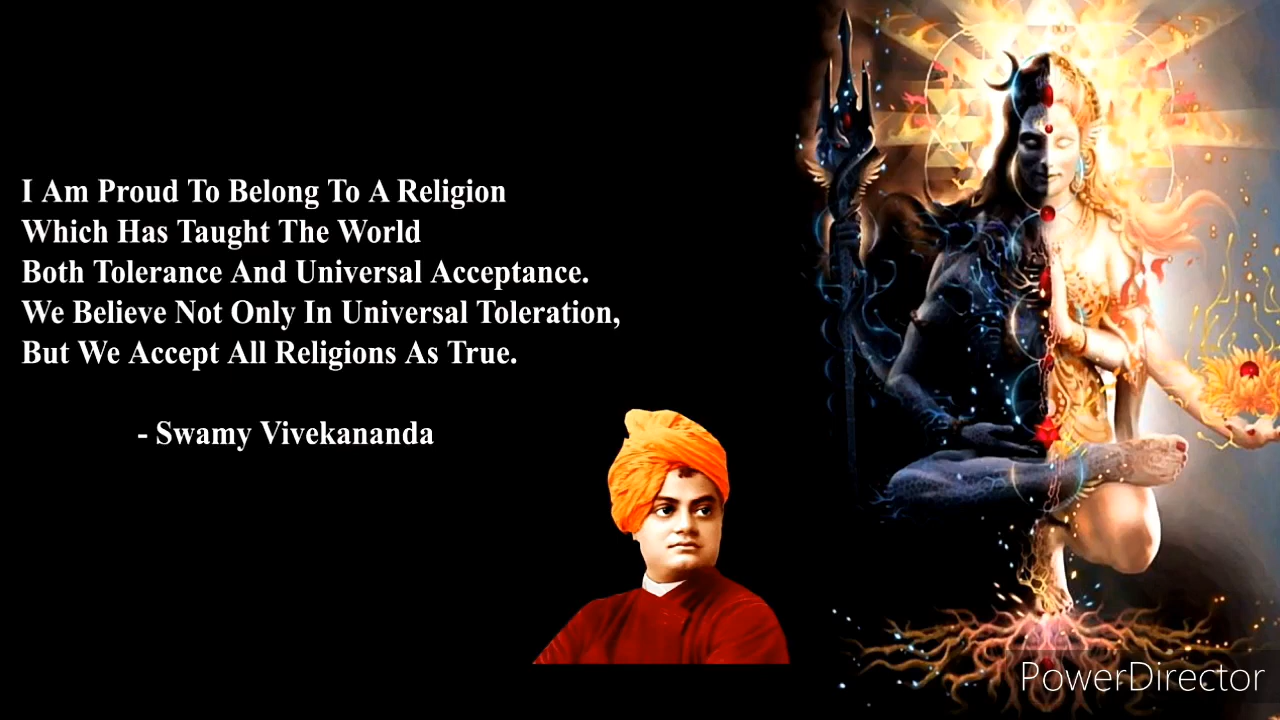 I Am Proud To Belong To A Religion
Which Has Taught The World
Both Tolerance And Universal Acceptance.
We Believe Not Only In Universal Toleration,
But We Accept All Religions As True.
- Swamy Vivekananda
PowerDirector